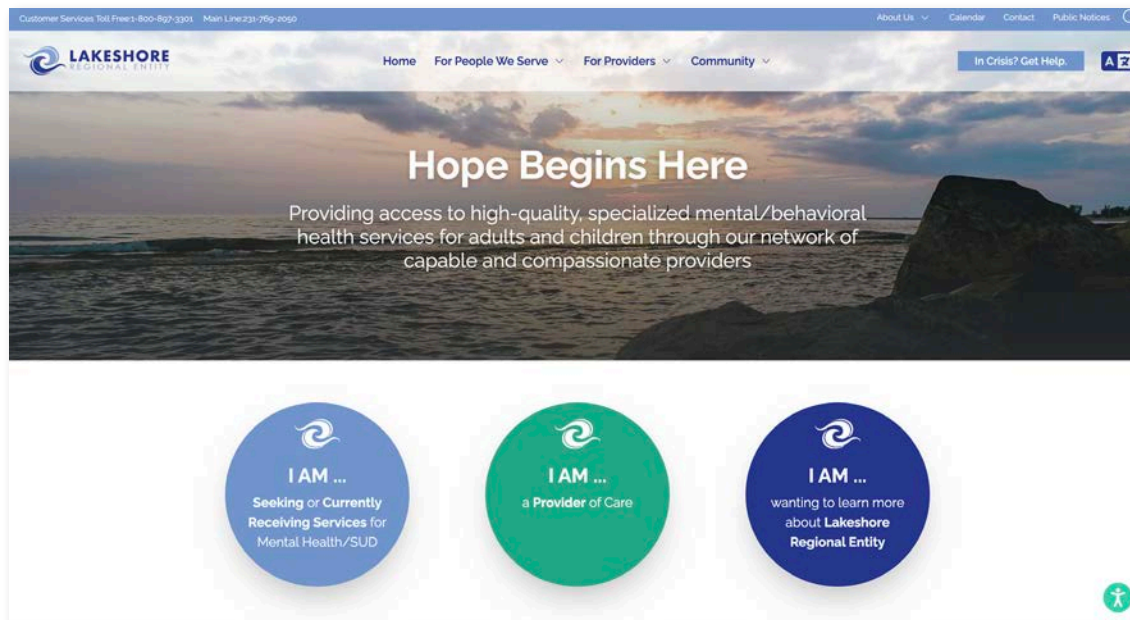 Customer Services Toll Free:1-800-897-3301 Main Line:231-769-2050
About Us Calendar Contact Public Notices
LAKESHORE
REGIONAL ENTITY
Home For People We Serve For Providers Community
In Crisis? Get Help.
A
Hope Begins Here
Providing access to high-quality, specialized mental/behavioral
health services for adults and children through our network of
capable and compassionate providers
I AM ...
Seeking or Currently
Receiving Services for
Mental Health/SUD
I AM ...
a Provider of Care
I AM ...
wanting to learn more
about Lakeshore
Regional Entity